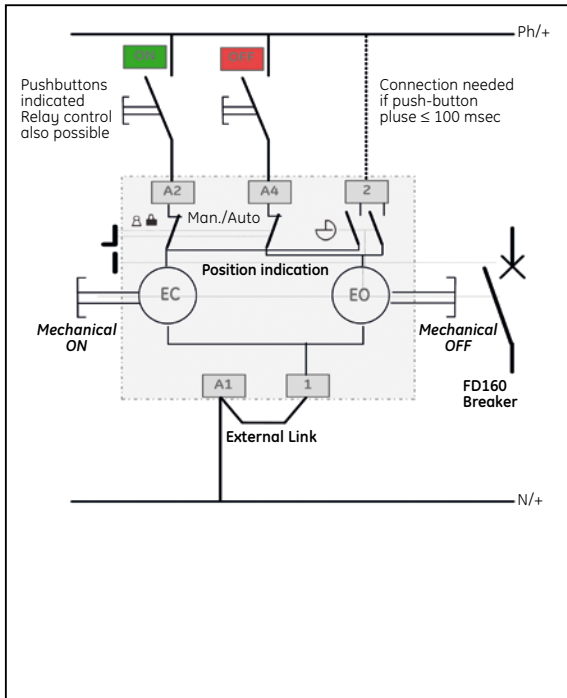 Ph/+
ON
OFF
Pushbuttons
indicated
Relay control
also possible
Connection needed
if push-button
pluse ≤ 100 msec
A2
A4
2
Man./Auto
Position indication
EC
EO
Mechanical
ON
Mechanical
OFF
FD160
Breaker
A1
1
External Link
N/+